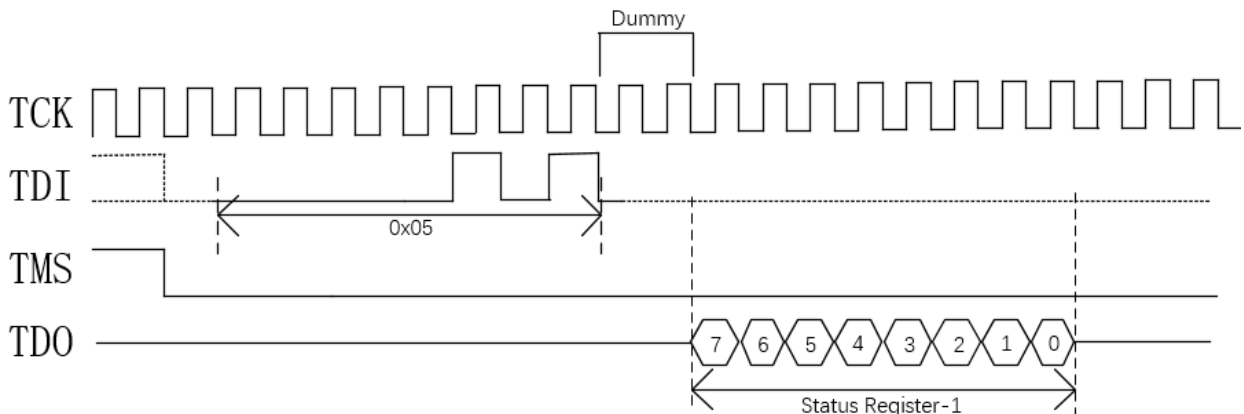 Dummy
TCK
TDI
0x05
TMS
TDO
7 6 5 4 3 2 1 0
Status Register-1